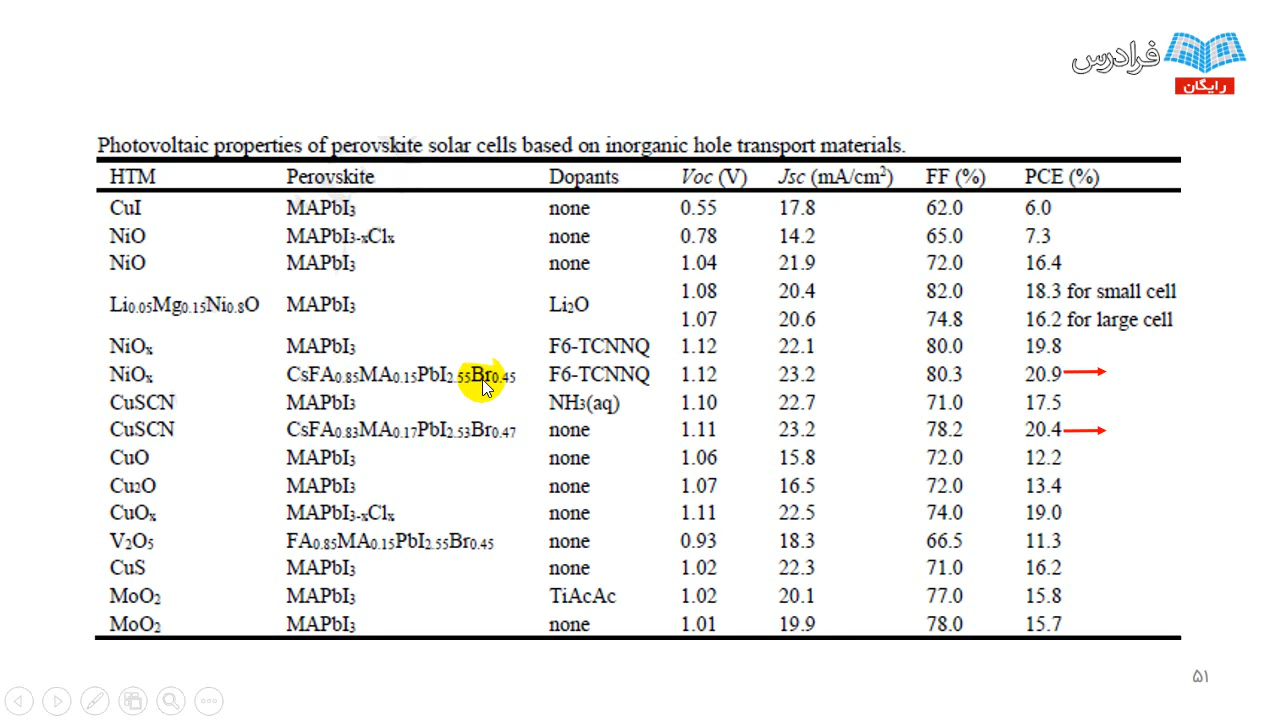 فرادرس
رایگان
Photovoltaic properties of perovskite solar cells based on inorganic hole transport materials.
HTM Perovskite Dopants Voc (V) Jsc (mA/cm²) FF (%) PCE (%)
CuI MAPbI₃ none 0.55 17.8 62.0 6.0
NiO MAPbI₃₋ₓClₓ none 0.78 14.2 65.0 7.3
NiO MAPbI₃ none 1.04 21.9 72.0 16.4
Li₀.₀₅Mg₀.₁₅Ni₀.₈O MAPbI₃ Li₂O 1.08 20.4 82.0 18.3 for small cell
1.07 20.6 74.8 16.2 for large cell
NiOₓ MAPbI₃ F6-TCNNQ 1.12 22.1 80.0 19.8
NiOₓ CsFA₀.₈₅MA₀.₁₅PbI₂.₅₅Br₀.₄₅ F6-TCNNQ 1.12 23.2 80.3 20.9
CuSCN MAPbI₃ NH₃(aq) 1.10 22.7 71.0 17.5
CuSCN CsFA₀.₈₃MA₀.₁₇PbI₂.₅₃Br₀.₄₇ none 1.11 23.2 78.2 20.4
CuO MAPbI₃ none 1.06 15.8 72.0 12.2
Cu₂O MAPbI₃ none 1.07 16.5 72.0 13.4
CuOₓ MAPbI₃₋ₓClₓ none 1.11 22.5 74.0 19.0
V₂O₅ FA₀.₈₅MA₀.₁₅PbI₂.₅₅Br₀.₄₅ none 0.93 18.3 66.5 11.3
CuS MAPbI₃ none 1.02 22.3 71.0 16.2
MoO₂ MAPbI₃ TiAcAc 1.02 20.1 77.0 15.8
MoO₂ MAPbI₃ none 1.01 19.9 78.0 15.7
۵۱